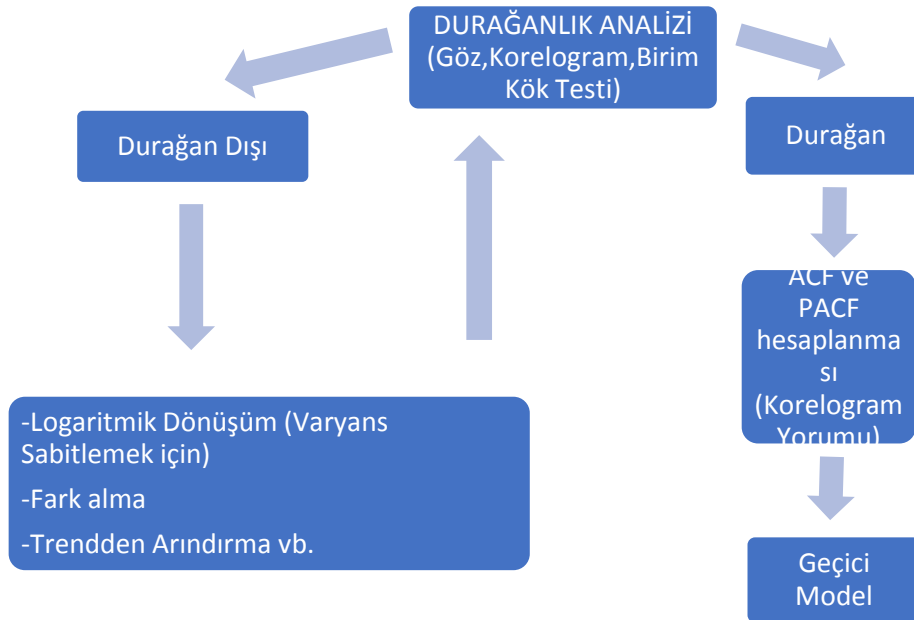 DURAĞANLIK ANALİZİ
(Göz,Korelogram,Birim
Kök Testi)
Durağan Dışı
Durağan
ACF ve
PACF
hesaplanma
sı
(Korelogram
Yorumu)
-Logaritmik Dönüşüm (Varyans
Sabitlemek için)
-Fark alma
-Trendden Arındırma vb.
Geçici
Model